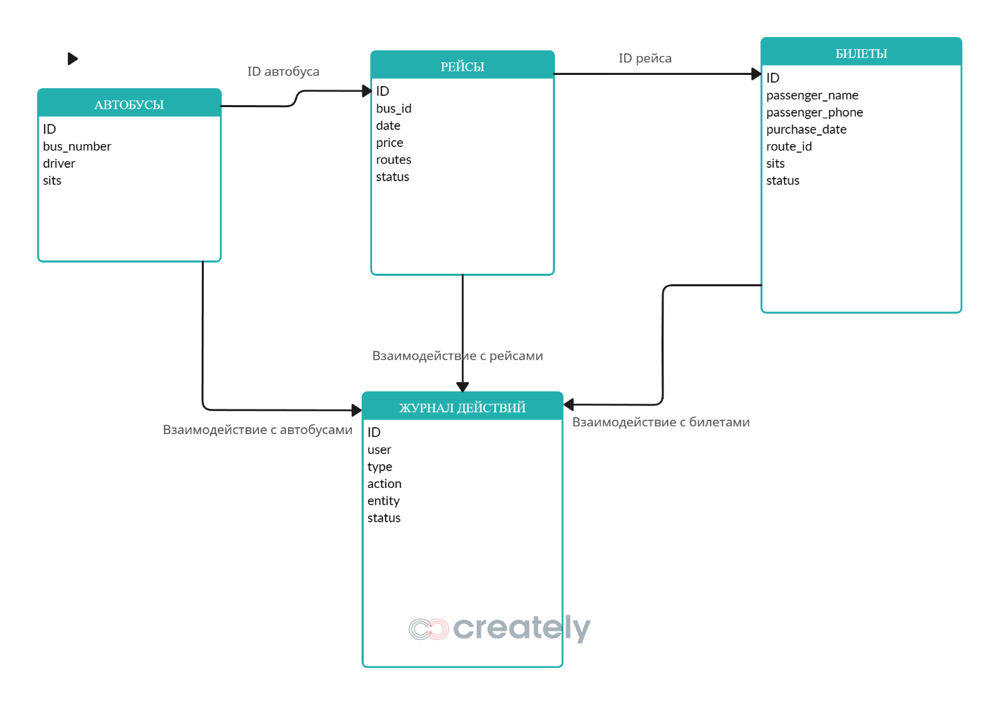 ID автобуса
ID рейса
АВТОБУСЫ
ID
bus_number
driver
sits
РЕЙСЫ
ID
bus_id
date
price
routes
status
БИЛЕТЫ
ID
passenger_name
passenger_phone
purchase_date
route_id
sits
status
Взаимодействие с рейсами
Взаимодействие с автобусами
Взаимодействие с билетами
ЖУРНАЛ ДЕЙСТВИЙ
ID
user
type
action
entity
status
creately